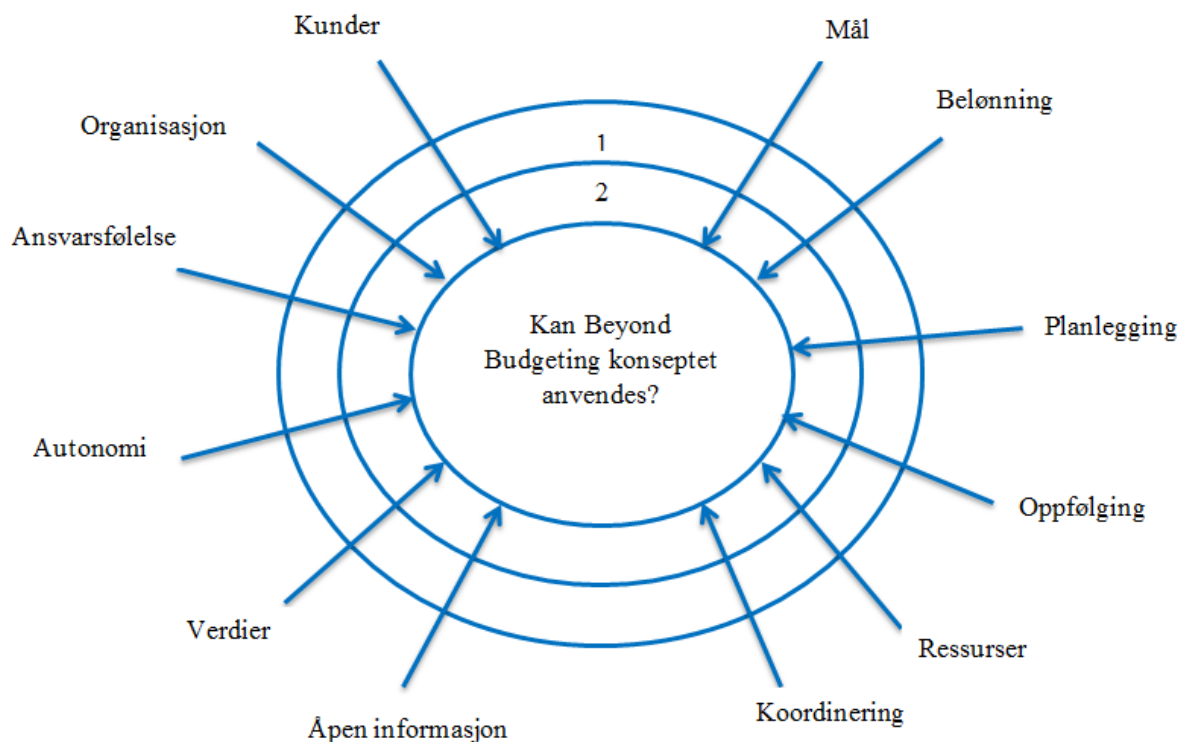 Kunder
Mål
Belønning
Organisasjon
1
2
Ansvarsfølelse
Kan Beyond
Budgeting konseptet
anvendes?
Planlegging
Autonomi
Oppfølging
Verdier
Ressurser
Koordinering
Åpen informasjon